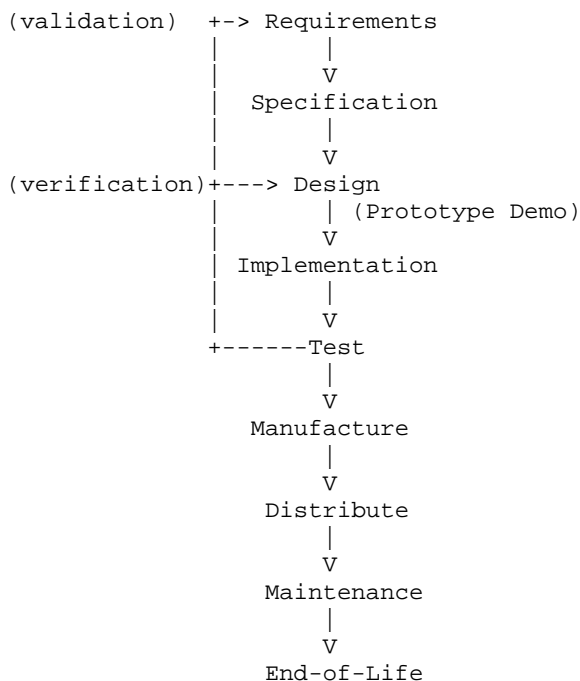 (validation) +-> Requirements
| |
| V
| Specification
| |
| V
(verification)+---> Design
| | (Prototype Demo)
| V
| Implementation
| |
| V
+------Test
|
V
Manufacture
|
V
Distribute
|
V
Maintenance
|
V
End-of-Life